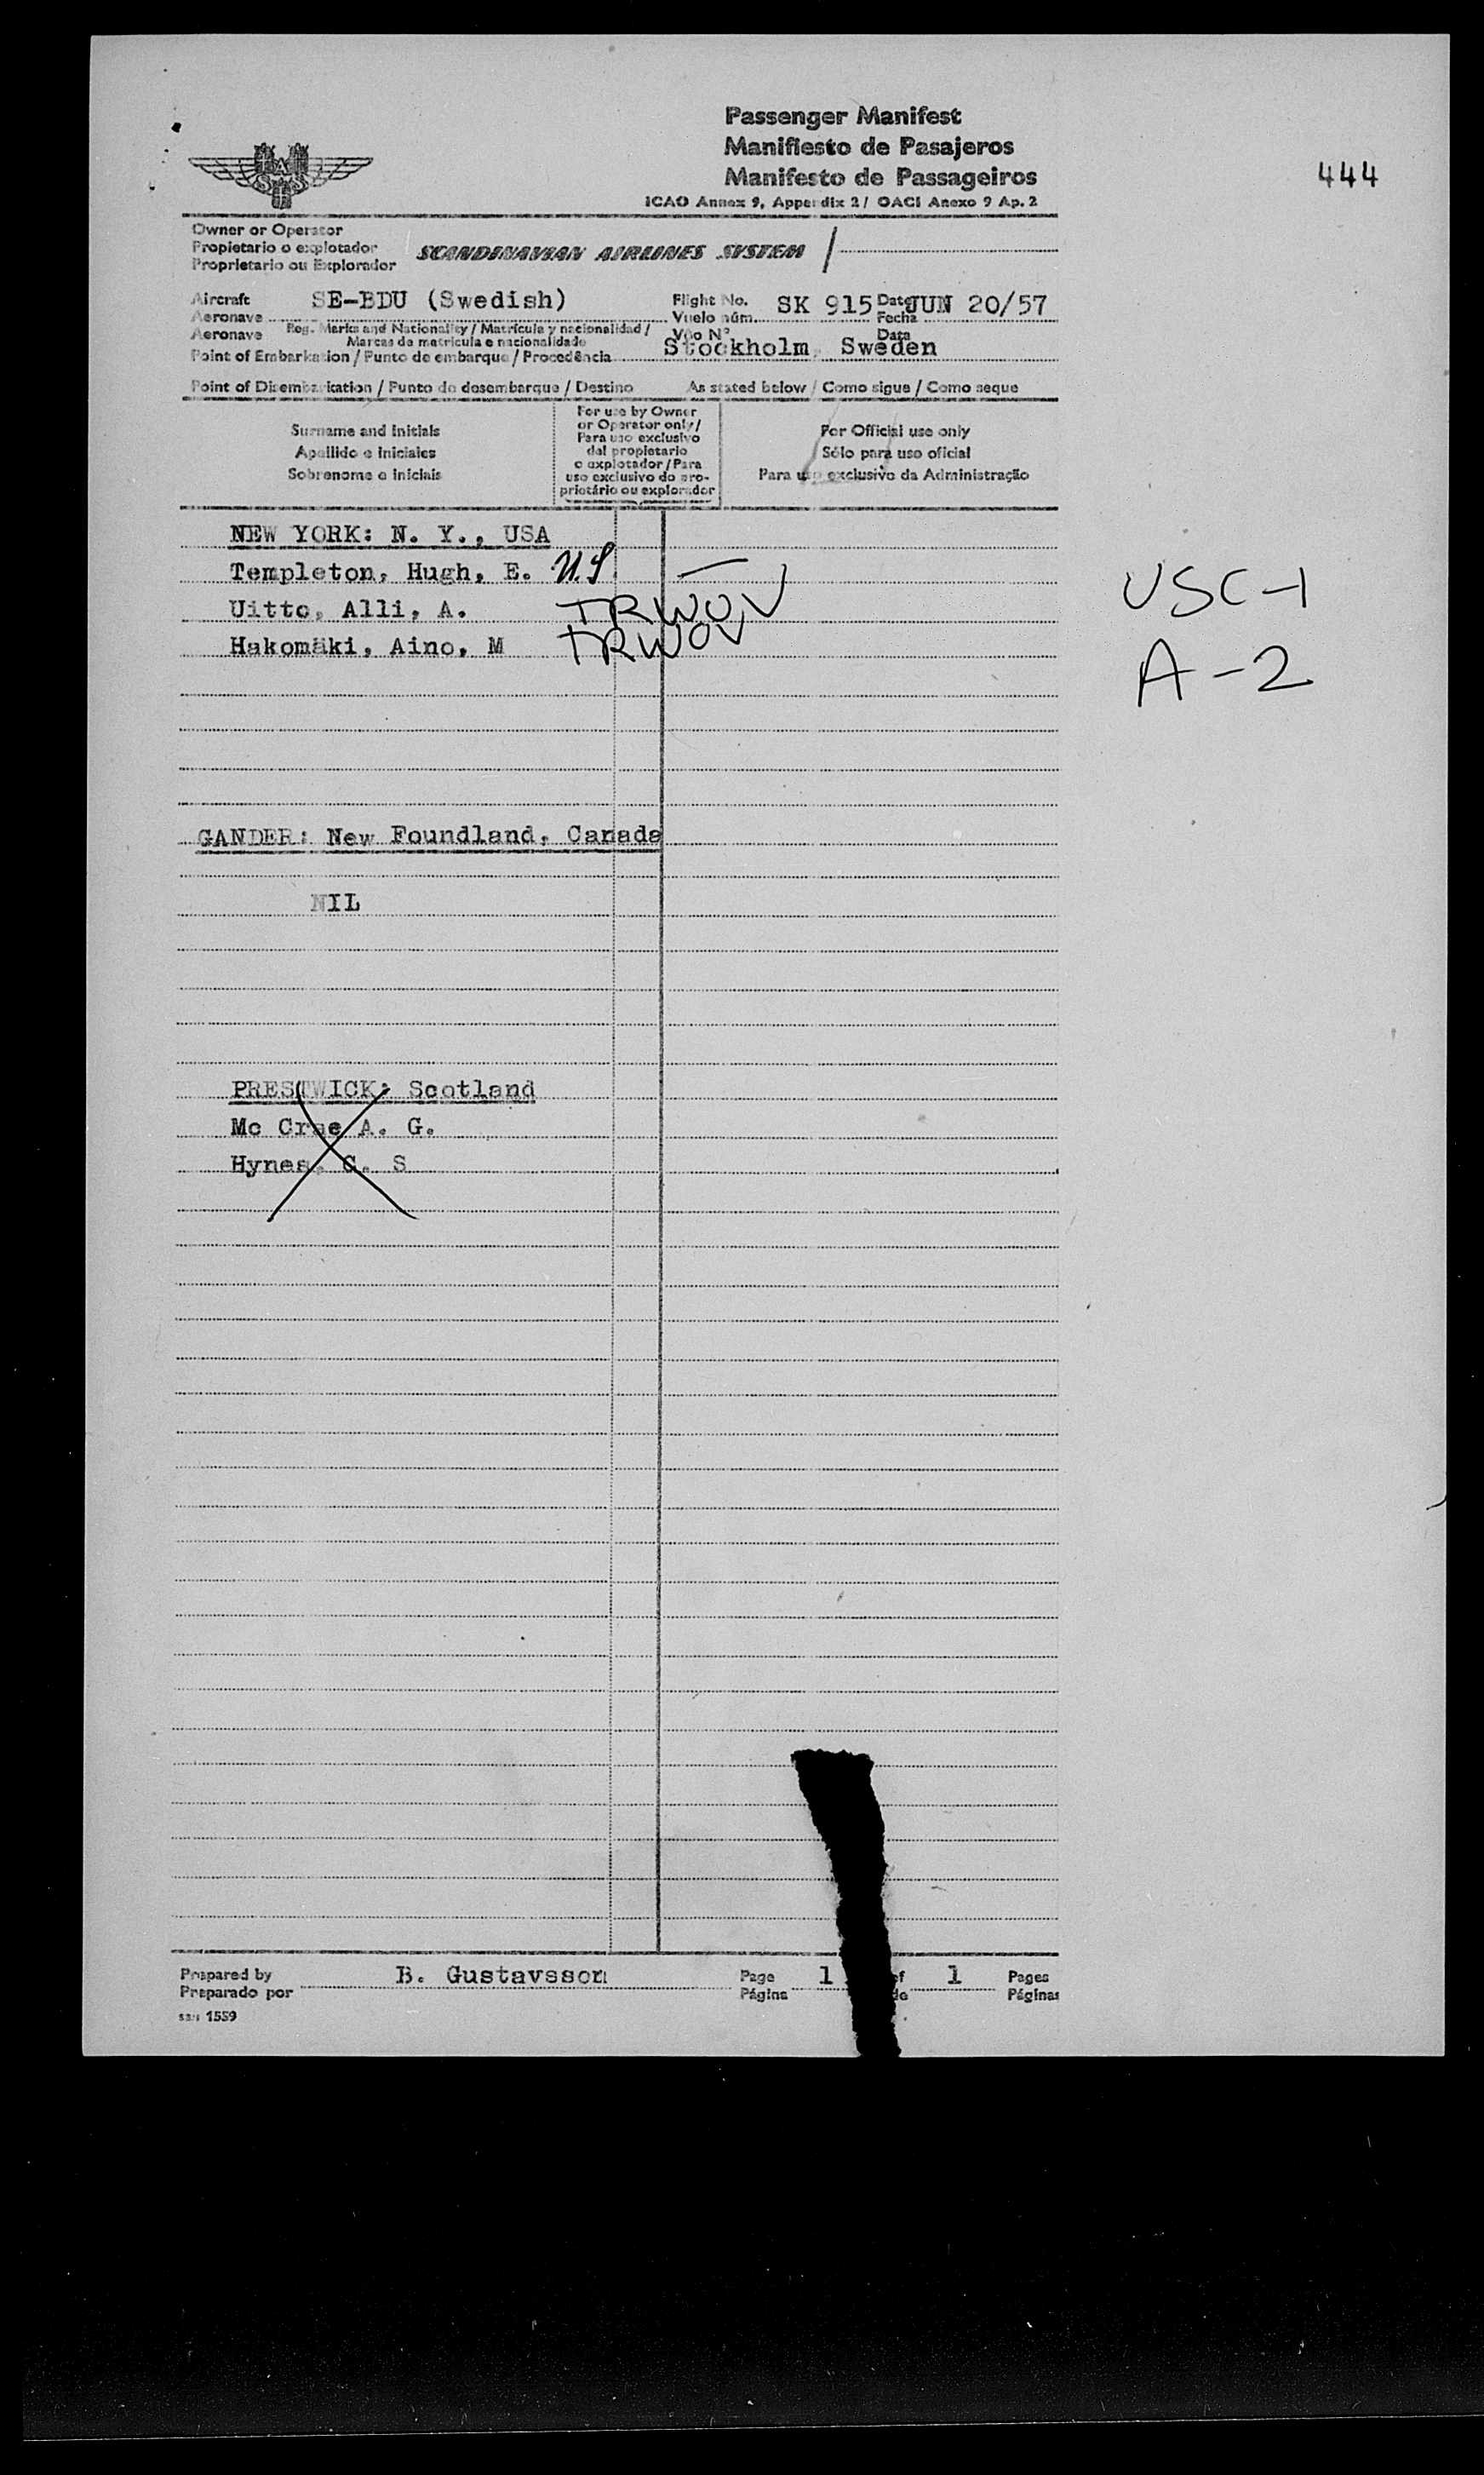 Passenger Manifest
Manifiesto de Pasajeros
Manifesto de Passageiros
444
ICAO Annex 9, Appendix 2 / OACI Anexo 9 Ap. 2
SAS
Owner or Operator
Propietario o explotador
Proprietario ou Explorador
SCANDINAVIAN AIRLINES SYSTEM /
Aircraft
Aeronave
Aeronave
SE-BDU (Swedish)
Reg. Marks and Nationality / Matrícula y nacionalidad /
Marcas de matricula e nacionalidade
Flight No.
Vuelo núm.
Vôo Nº
SK 915
Date
Fecha
Data
JUN 20/57
Point of Embarkation / Punto de embarque / Procedência
Stockholm, Sweden
Point of Disembarkation / Punto de desembarque / Destino
As stated below / Como sigue / Como seque
Surname and Initials
Apellido e iniciales
Sobrenome e iniciais
For use by Owner
or Operator only /
Para uso exclusivo
del propietario
o explotador / Para
uso exclusivo do pro-
prietário ou explorador
For Official use only
Sólo para uso oficial
Para uso exclusivo da Administração
NEW YORK: N. Y., USA
Templeton, Hugh, E. U.S. —
Uitto, Alli, A. TRWOV
Hakomäki, Aino, M TRWOV
USC-1
A-2
GANDER: New Foundland, Canada
NIL
PRESTWICK: Scotland
Mc Crae A. G.
Hynes, C. S
Prepared by
Preparado por
B. Gustavsson
Page
Página
1
of
de
1
Pages
Páginas
sas 1559